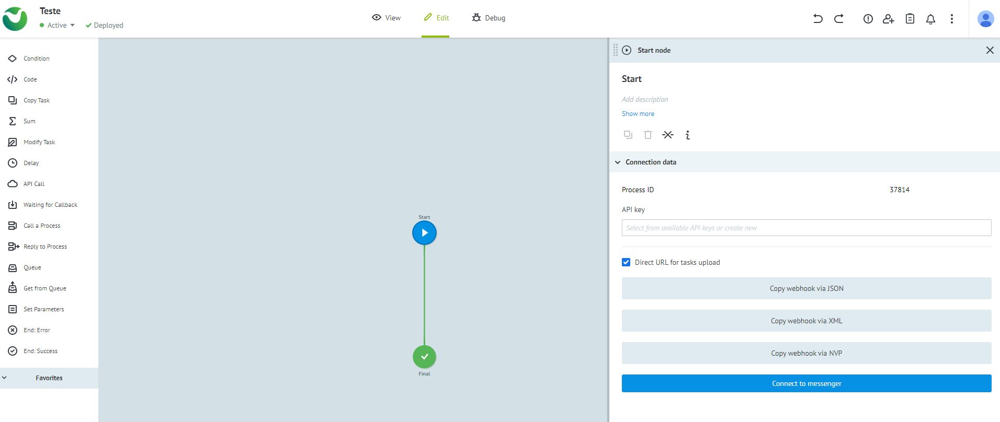 Teste
Active
Deployed
View
Edit
Debug
Condition
Code
Copy Task
Sum
Modify Task
Delay
API Call
Waiting for Callback
Call a Process
Reply to Process
Queue
Get from Queue
Set Parameters
End: Error
End: Success
Favorites
Start
Final
Start node
Start
Add description
Show more
Connection data
Process ID 37814
API key
Select from available API keys or create new
Direct URL for tasks upload
Copy webhook via JSON
Copy webhook via XML
Copy webhook via NVP
Connect to messenger